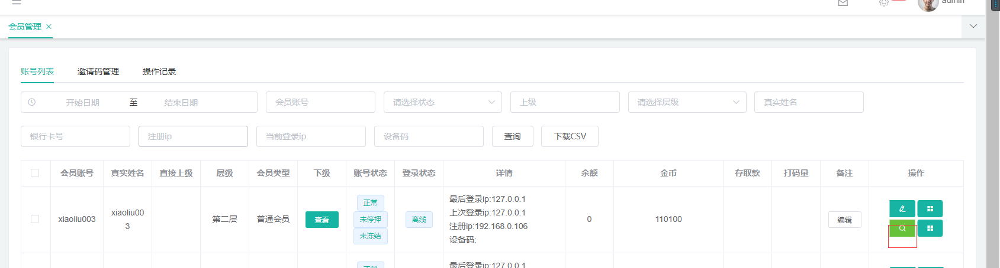 admin
会员管理 ×
账号列表 邀请码管理 操作记录
开始日期 至 结束日期 会员账号 请选择状态 上级 请选择层级 真实姓名
银行卡号 注册ip 当前登录ip 设备码 查询 下载CSV
会员账号 真实姓名 直接上级 层级 会员类型 下级 账号状态 登录状态 详情 余额 金币 存取款 打码量 备注 操作
xiaoliu003 xiaoliu00
3 第二层 普通会员 查看 正常
未停押
未冻结
离线
最后登录ip:127.0.0.1
上次登录ip:127.0.0.1
注册ip:192.168.0.106
设备码:
0 110100 编辑
正常
最后登录ip:127.0.0.1